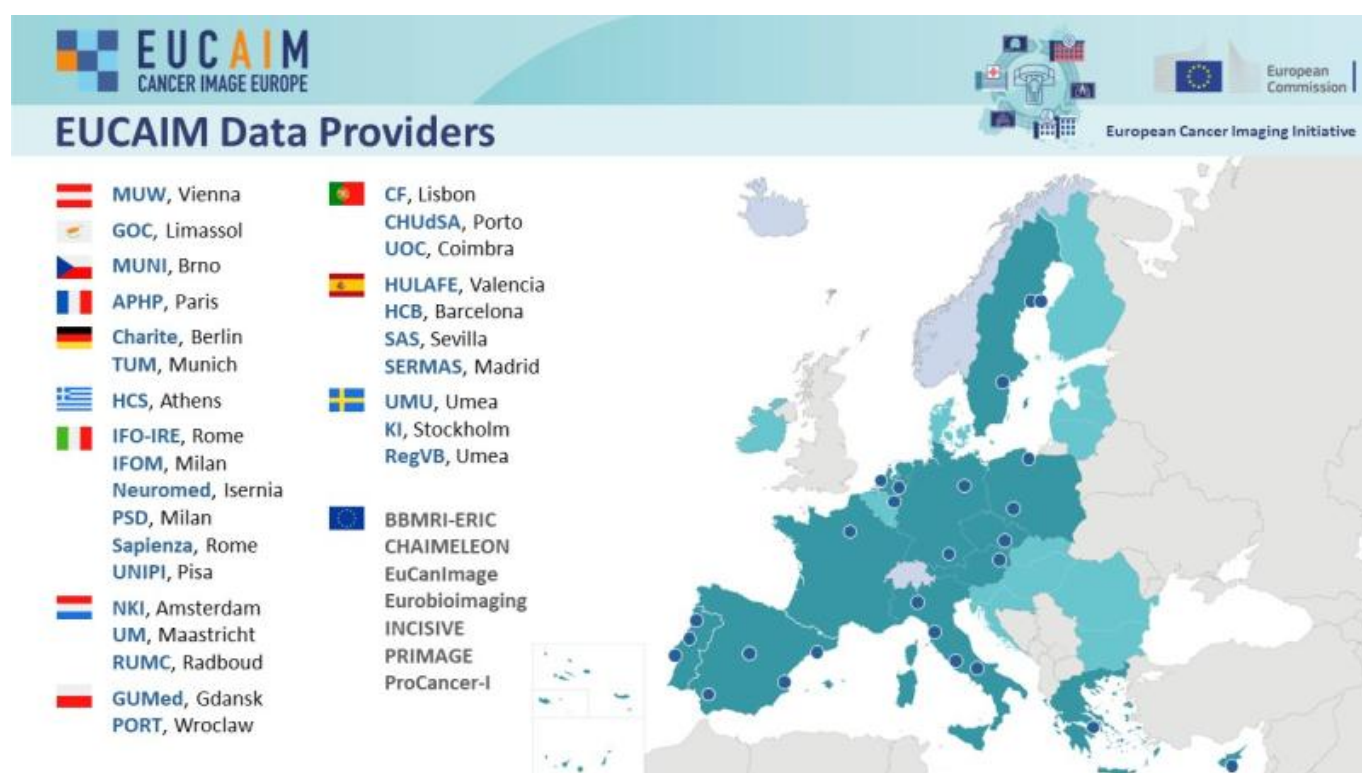 EUCAIM
CANCER IMAGE EUROPE
European
Commission
EUCAIM Data Providers
European Cancer Imaging Initiative
MUW, Vienna
GOC, Limassol
MUNI, Brno
APHP, Paris
Charite, Berlin
TUM, Munich
HCS, Athens
IFO-IRE, Rome
IFOM, Milan
Neuromed, Isernia
PSD, Milan
Sapienza, Rome
UNIPI, Pisa
NKI, Amsterdam
UM, Maastricht
RUMC, Radboud
GUMed, Gdansk
PORT, Wroclaw
CF, Lisbon
CHUdSA, Porto
UOC, Coimbra
HULAFE, Valencia
HCB, Barcelona
SAS, Sevilla
SERMAS, Madrid
UMU, Umea
KI, Stockholm
RegVB, Umea
BBMRI-ERIC
CHAIMELEON
EuCanImage
Eurobioimaging
INCISIVE
PRIMAGE
ProCancer-I